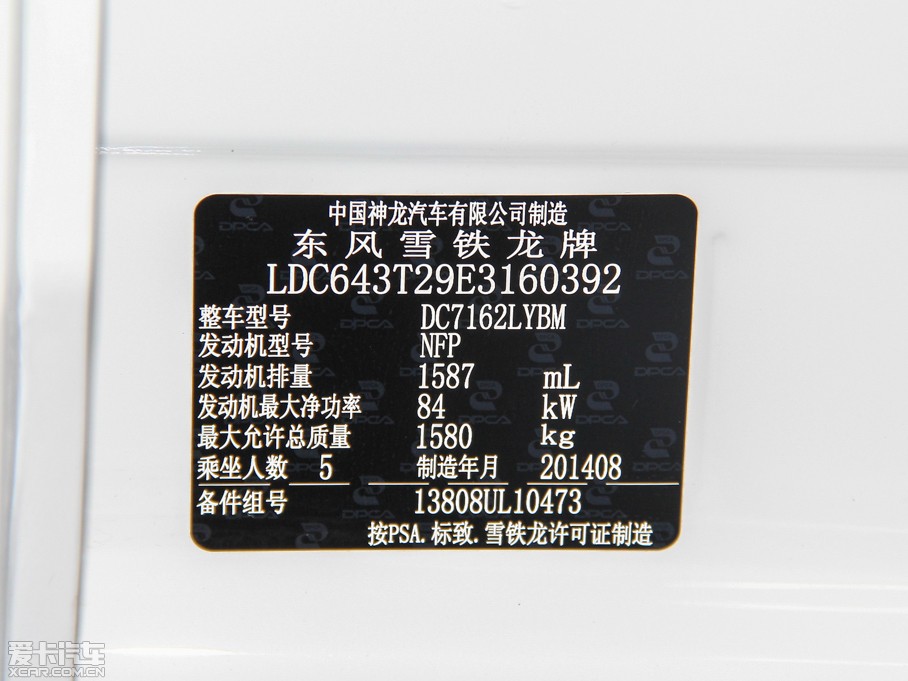 中国神龙汽车有限公司制造
东风雪铁龙牌
LDC643T29E3160392
整车型号 DC7162LYBM
发动机型号 NFP
发动机排量 1587 mL
发动机最大净功率 84 kW
最大允许总质量 1580 kg
乘坐人数 5 制造年月 201408
备件组号 13808UL10473
按PSA.标致.雪铁龙许可证制造
爱卡汽车
XCAR.COM.CN